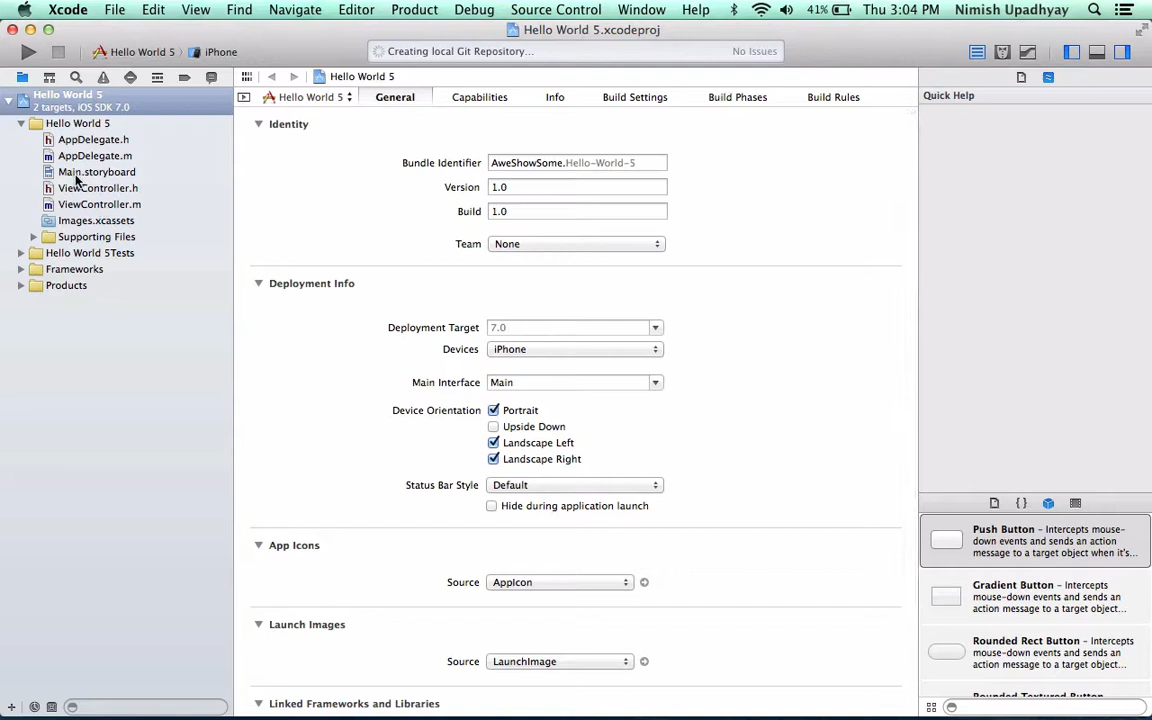 Xcode File Edit View Find Navigate Editor Product Debug Source Control Window Help 41% Thu 3:04 PM Nimish Upadhyay
Hello World 5.xcodeproj
Hello World 5 iPhone Creating local Git Repository... No Issues
Hello World 5
Hello World 5
2 targets, iOS SDK 7.0
Hello World 5
AppDelegate.h
AppDelegate.m
Main.storyboard
ViewController.h
ViewController.m
Images.xcassets
Supporting Files
Hello World 5Tests
Frameworks
Products
Hello World 5 General Capabilities Info Build Settings Build Phases Build Rules
Identity
Bundle Identifier AweShowSome.Hello-World-5
Version 1.0
Build 1.0
Team None
Deployment Info
Deployment Target 7.0
Devices iPhone
Main Interface Main
Device Orientation Portrait
Upside Down
Landscape Left
Landscape Right
Status Bar Style Default
Hide during application launch
App Icons
Source AppIcon
Launch Images
Source LaunchImage
Linked Frameworks and Libraries
Quick Help
{ }
Push Button - Intercepts mouse-
down events and sends an action
message to a target object when it's...
Gradient Button - Intercepts
mouse-down events and sends an
action message to a target object...
Rounded Rect Button - Intercepts
mouse-down events and sends an
action message to a target object...
Rounded Textured Button